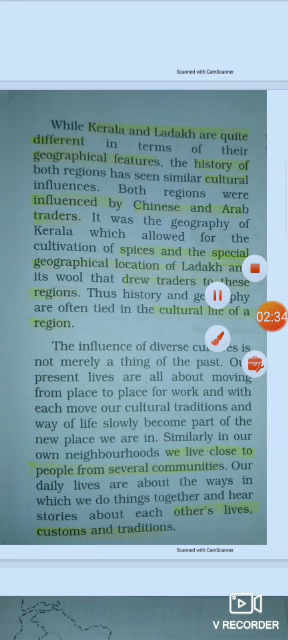 Scanned with CamScanner
While Kerala and Ladakh are quite
different in terms of their
geographical features, the history of
both regions has seen similar cultural
influences. Both regions were
influenced by Chinese and Arab
traders. It was the geography of
Kerala which allowed for the
cultivation of spices and the special
geographical location of Ladakh and
its wool that drew traders to these
regions. Thus history and
are often tied in the cultural life of a
region.
02:34
The influence of diverse is
not merely a thing of the past. Our
present lives are all about moving
from place to place for work and with
each move our cultural traditions and
way of life slowly become part of the
new place we are in. Similarly in our
own neighbourhoods we live close to
people from several communities. Our
daily lives are about the ways in
which we do things together and hear
stories about each other's lives,
customs and traditions.
Scanned with CamScanner
V RECORDER